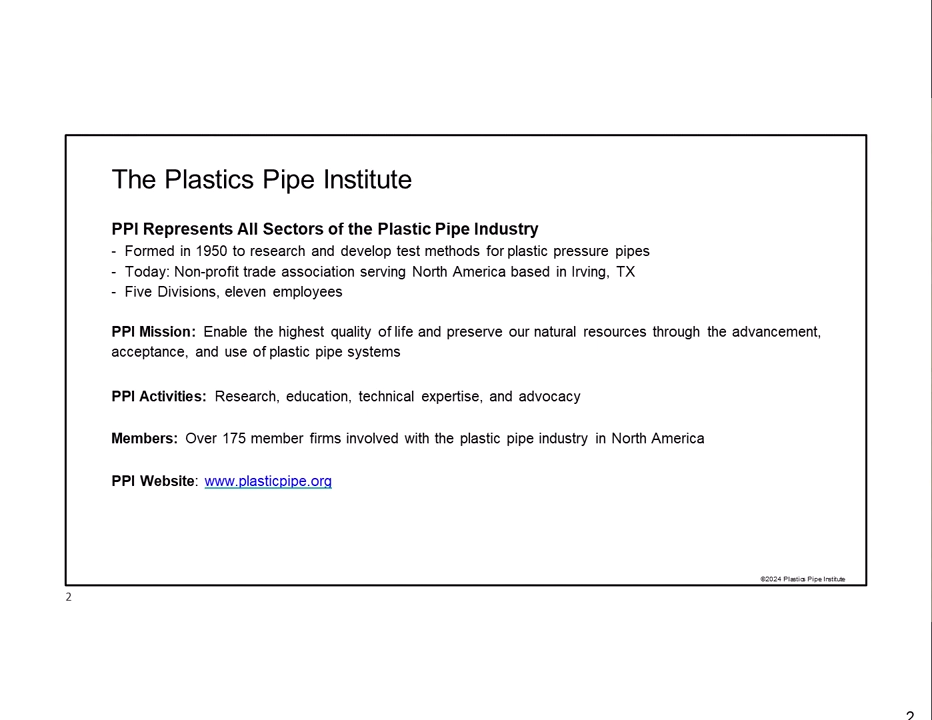 The Plastics Pipe Institute
PPI Represents All Sectors of the Plastic Pipe Industry
- Formed in 1950 to research and develop test methods for plastic pressure pipes
- Today: Non-profit trade association serving North America based in Irving, TX
- Five Divisions, eleven employees
PPI Mission: Enable the highest quality of life and preserve our natural resources through the advancement,
acceptance, and use of plastic pipe systems
PPI Activities: Research, education, technical expertise, and advocacy
Members: Over 175 member firms involved with the plastic pipe industry in North America
PPI Website: www.plasticpipe.org
©2024 Plastics Pipe Institute
2
2